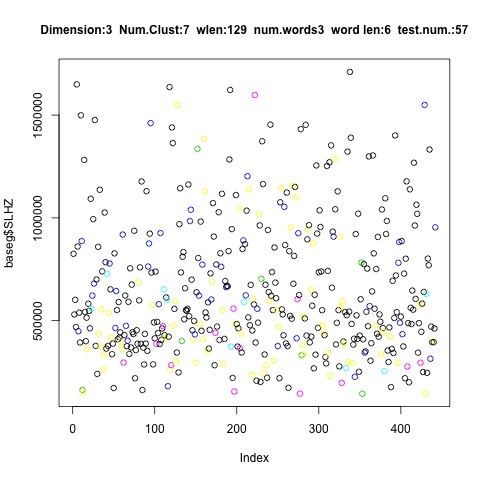 Dimension:3 Num.Clust:7 wlen:129 num.words3 word len:6 test.num.:57
baseg$SLHZ
1500000
1000000
500000
0 100 200 300 400
Index